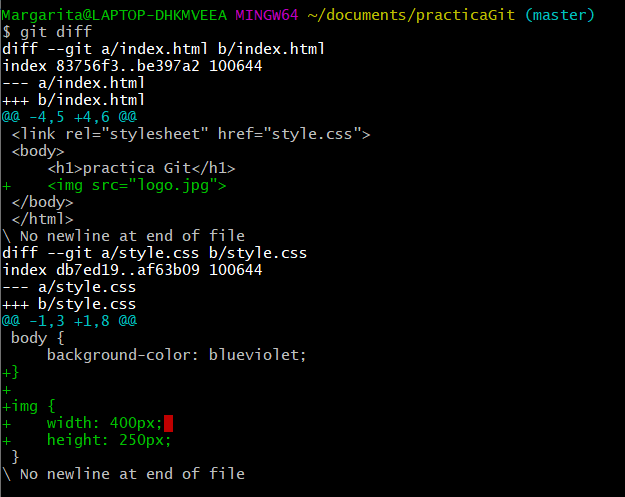 Margarita@LAPTOP-DHKMVEEA MINGW64 ~/documents/practicaGit (master)
$ git diff
diff --git a/index.html b/index.html
index 83756f3..be397a2 100644
--- a/index.html
+++ b/index.html
@@ -4,5 +4,6 @@
 <link rel="stylesheet" href="style.css">
 <body>
     <h1>practica Git</h1>
+    <img src="logo.jpg">
 </body>
 </html>
\ No newline at end of file
diff --git a/style.css b/style.css
index db7ed19..af63b09 100644
--- a/style.css
+++ b/style.css
@@ -1,3 +1,8 @@
 body {
     background-color: blueviolet;
+}
+
+img {
+    width: 400px;
+    height: 250px;
 }
\ No newline at end of file